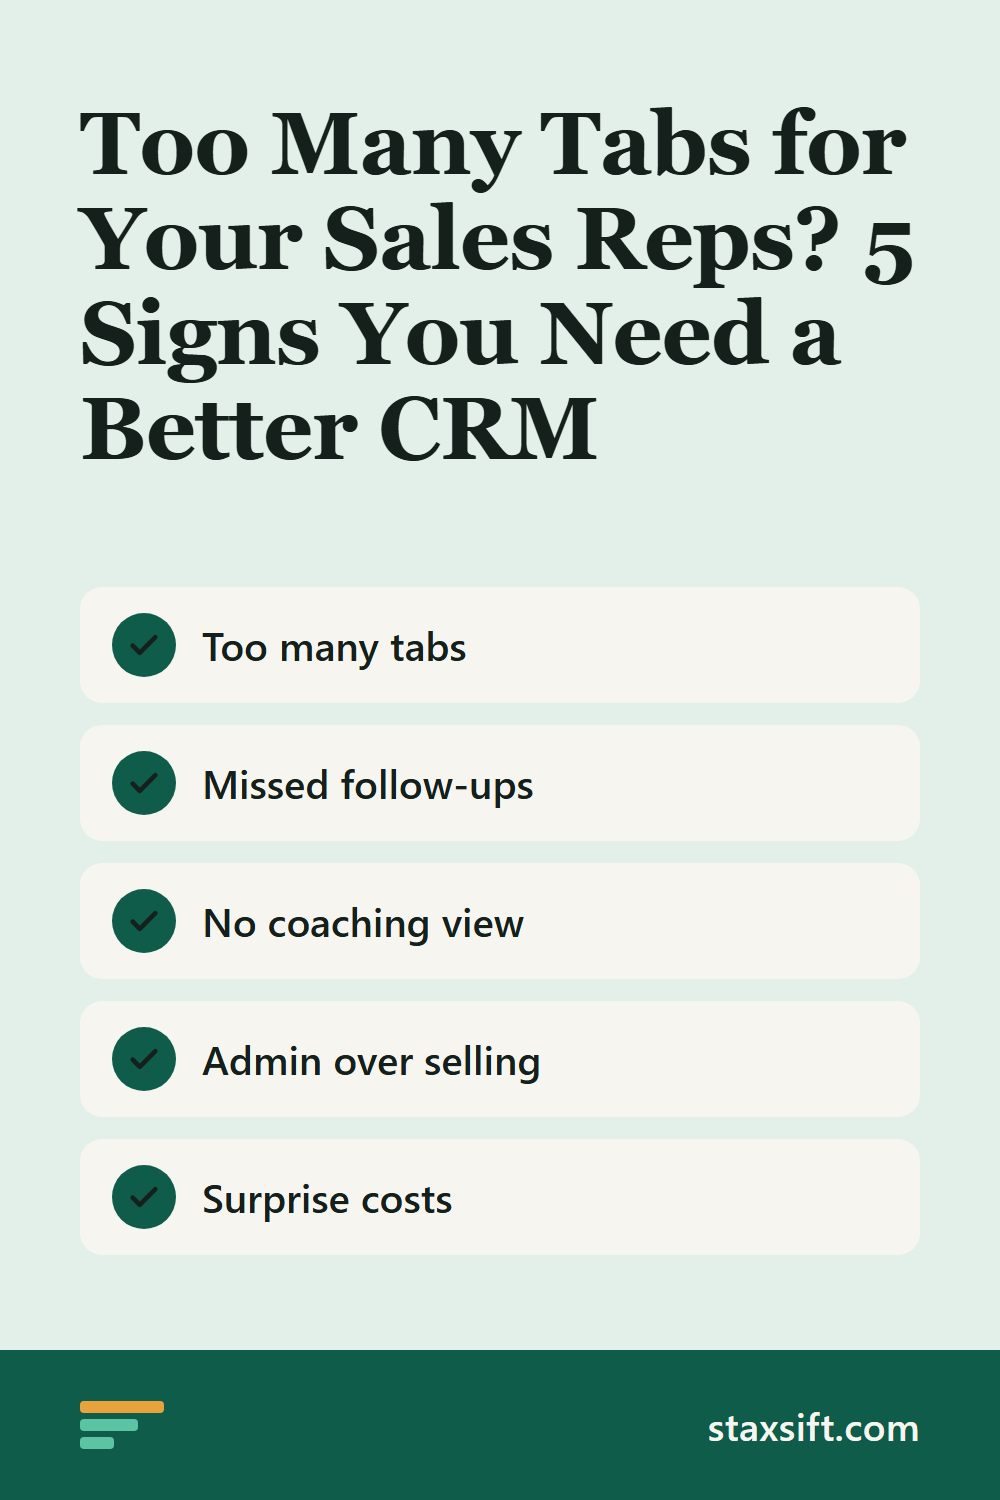 Too Many Tabs for
Your Sales Reps? 5
Signs You Need a
Better CRM
Too many tabs
Missed follow-ups
No coaching view
Admin over selling
Surprise costs
staxsift.com